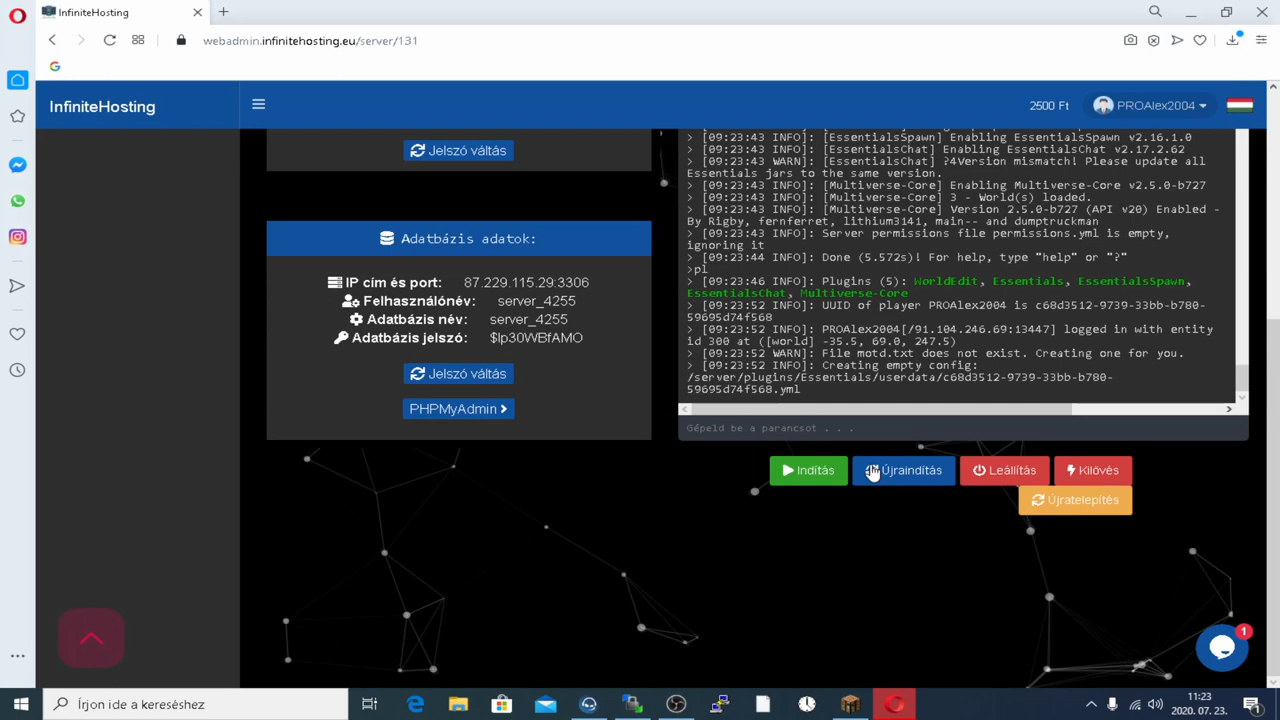 InfiniteHosting
webadmin.infinitehosting.eu/server/131
InfiniteHosting
2500 Ft
PROAlex2004
Jelszó váltás
Adatbázis adatok:
IP cím és port: 87.229.115.29:3306
Felhasználónév: server_4255
Adatbázis név: server_4255
Adatbázis jelszó: $lp30WBfAMO
Jelszó váltás
PHPMyAdmin
> [09:23:43 INFO]: [EssentialsSpawn] Enabling EssentialsSpawn v2.16.1.0
> [09:23:43 INFO]: [EssentialsChat] Enabling EssentialsChat v2.17.2.62
> [09:23:43 WARN]: [EssentialsChat] ?4Version mismatch! Please update all
Essentials jars to the same version.
> [09:23:43 INFO]: [Multiverse-Core] Enabling Multiverse-Core v2.5.0-b727
> [09:23:43 INFO]: [Multiverse-Core] 3 - World(s) loaded.
> [09:23:43 INFO]: [Multiverse-Core] Version 2.5.0-b727 (API v20) Enabled -
By Rigby, fernferret, lithium3141, main-- and dumptruckman
> [09:23:43 INFO]: Server permissions file permissions.yml is empty,
ignoring it
> [09:23:44 INFO]: Done (5.572s)! For help, type "help" or "?"
>pl
> [09:23:46 INFO]: Plugins (5): WorldEdit, Essentials, EssentialsSpawn,
EssentialsChat, Multiverse-Core
> [09:23:52 INFO]: UUID of player PROAlex2004 is c68d3512-9739-33bb-b780-
59695d74f568
> [09:23:52 INFO]: PROAlex2004[/91.104.246.69:13447] logged in with entity
id 300 at ([world] -35.5, 69.0, 247.5)
> [09:23:52 WARN]: File motd.txt does not exist. Creating one for you.
> [09:23:52 INFO]: Creating empty config:
/server/plugins/Essentials/userdata/c68d3512-9739-33bb-b780-
59695d74f568.yml
Gépeld be a parancsot . . .
Indítás
Újraindítás
Leállítás
Kilövés
Újratelepítés
1
Írjon ide a kereséshez
11:23
2020. 07. 23.
1